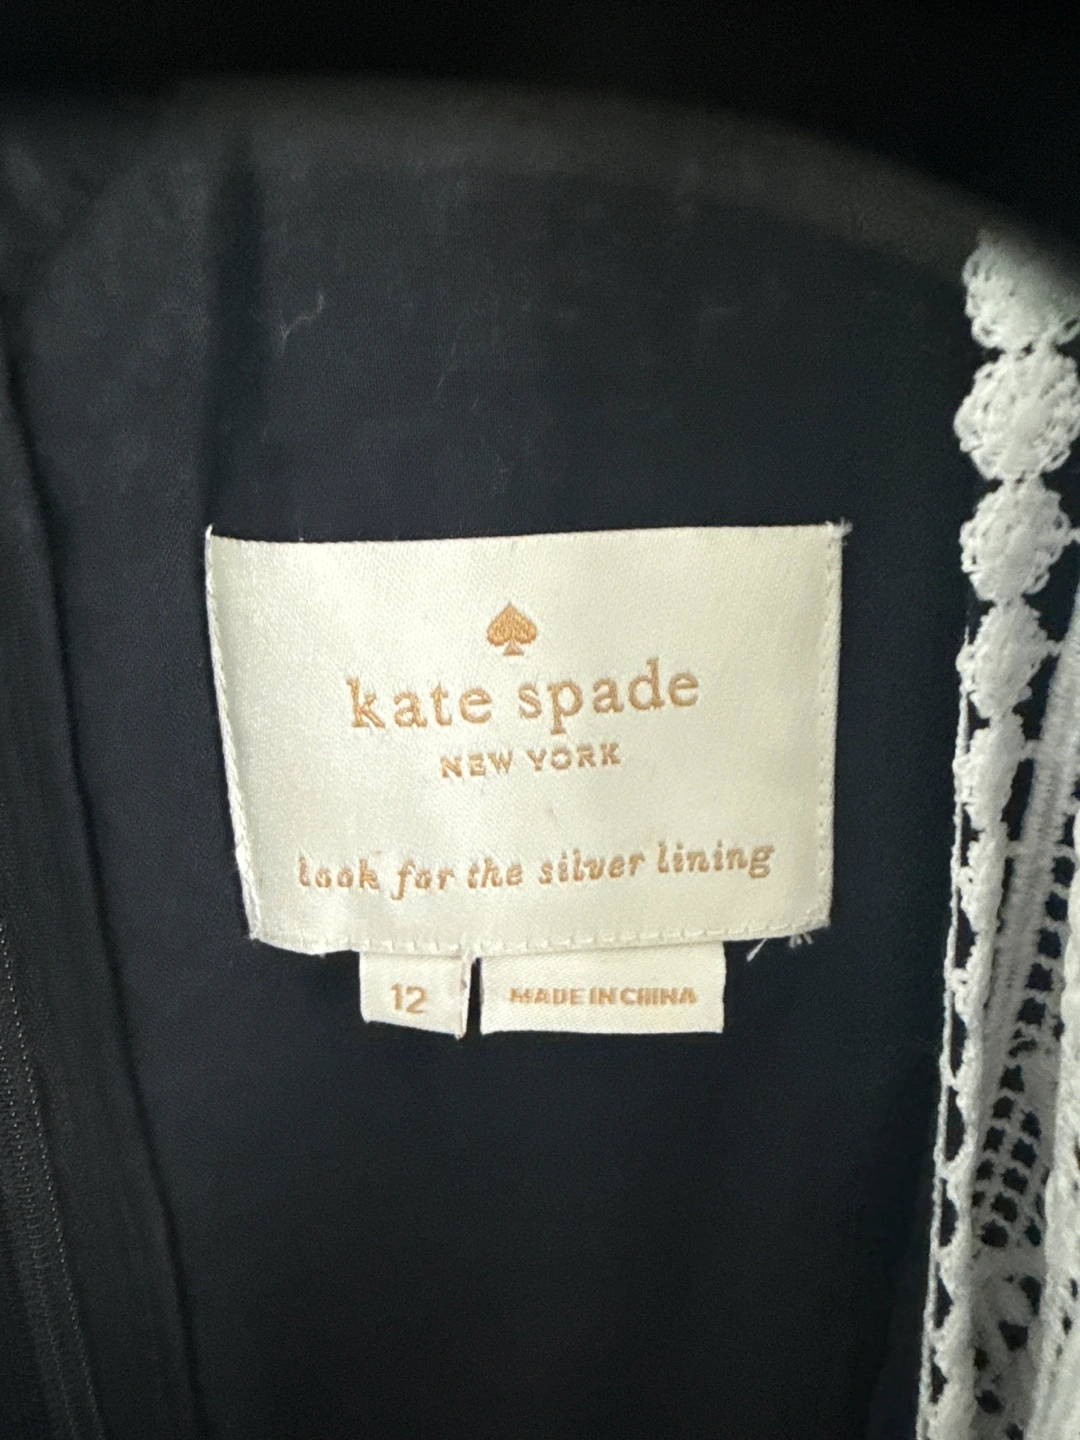 kate spade
NEW YORK
look for the silver lining
12
MADE IN CHINA